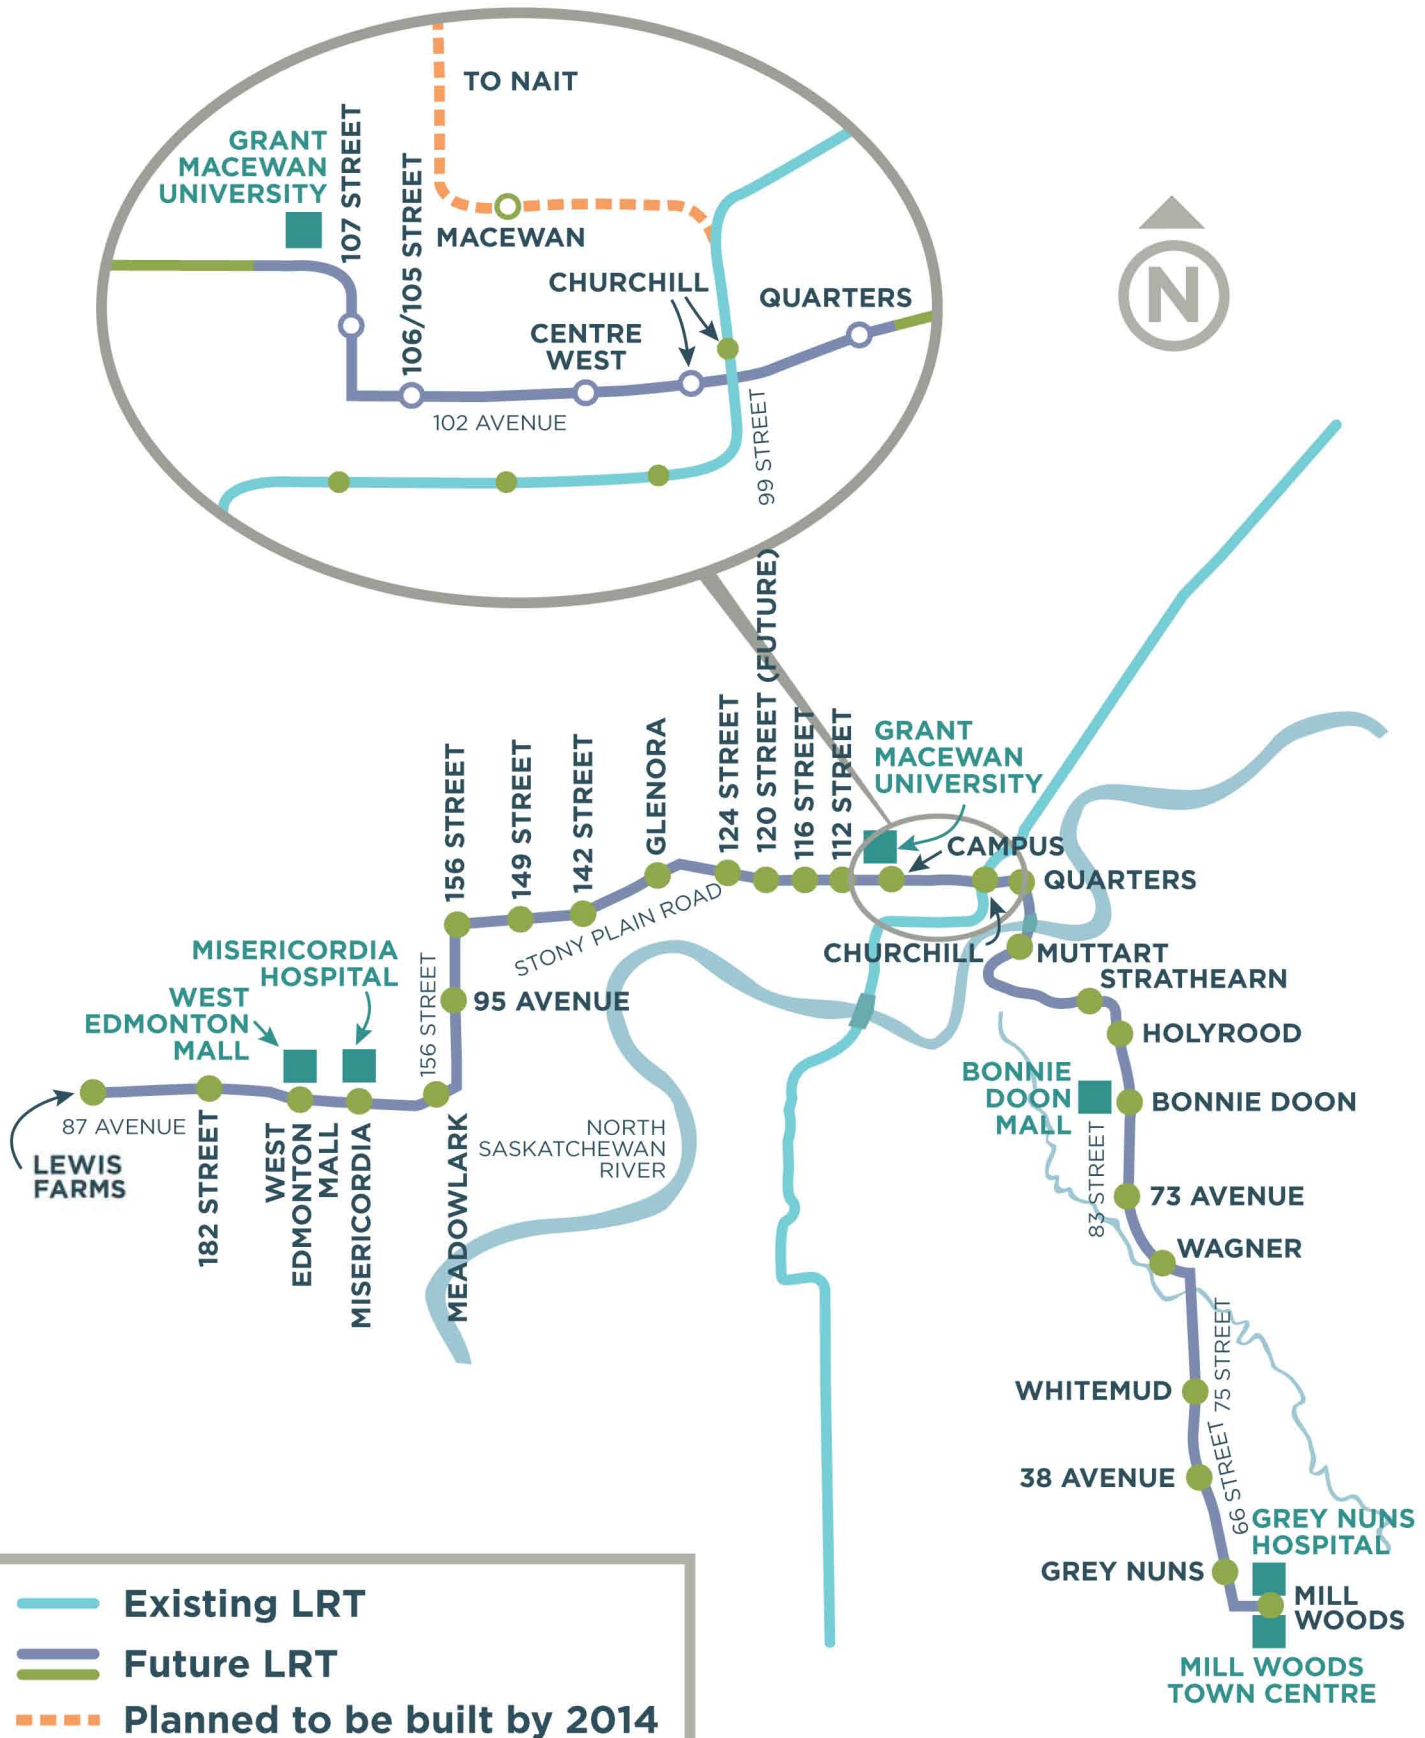 TO NAIT
GRANT
MACEWAN
UNIVERSITY
107 STREET
106/105 STREET
MACEWAN
CHURCHILL
QUARTERS
CENTRE
WEST
102 AVENUE
99 STREET
N
156 STREET
149 STREET
142 STREET
GLENORA
124 STREET
120 STREET (FUTURE)
116 STREET
112 STREET
GRANT
MACEWAN
UNIVERSITY
CAMPUS
QUARTERS
STONY PLAIN ROAD
CHURCHILL
MUTTART
STRATHEARN
MISERICORDIA
HOSPITAL
WEST
EDMONTON
MALL
156 STREET
95 AVENUE
HOLYROOD
BONNIE
DOON
MALL
BONNIE DOON
87 AVENUE
LEWIS
FARMS
182 STREET
WEST
EDMONTON
MALL
MISERICORDIA
MEADOWLARK
NORTH
SASKATCHEWAN
RIVER
83 STREET
73 AVENUE
WAGNER
75 STREET
WHITEMUD
66 STREET
38 AVENUE
GREY NUNS
HOSPITAL
GREY NUNS
MILL
WOODS
MILL WOODS
TOWN CENTRE
Existing LRT
Future LRT
Planned to be built by 2014